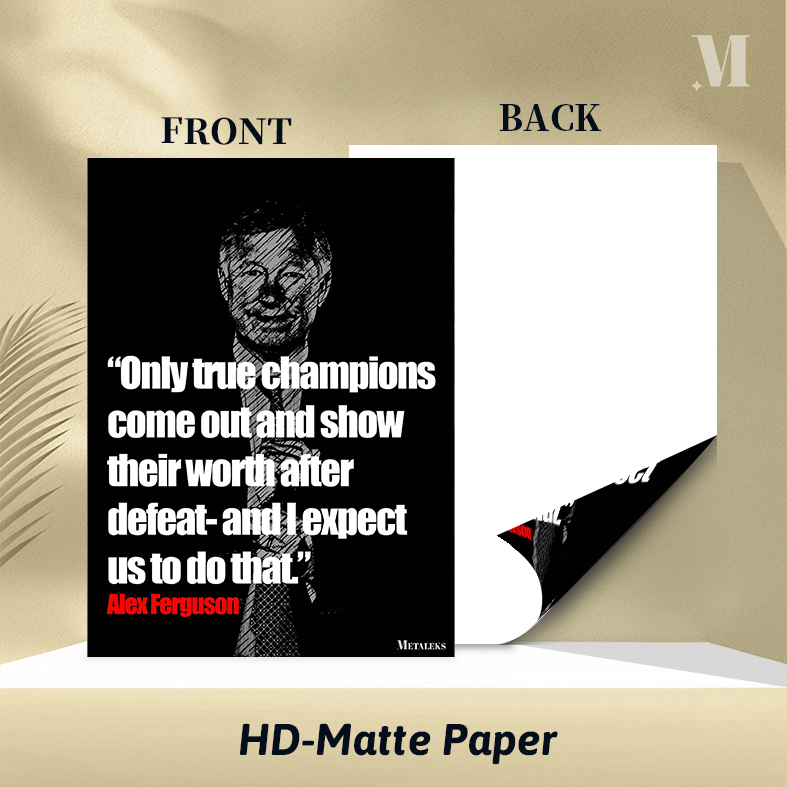 M
FRONT
BACK
“Only true champions
come out and show
their worth after
defeat- and I expect
us to do that.”
Alex Ferguson
METALEKS
HD-Matte Paper